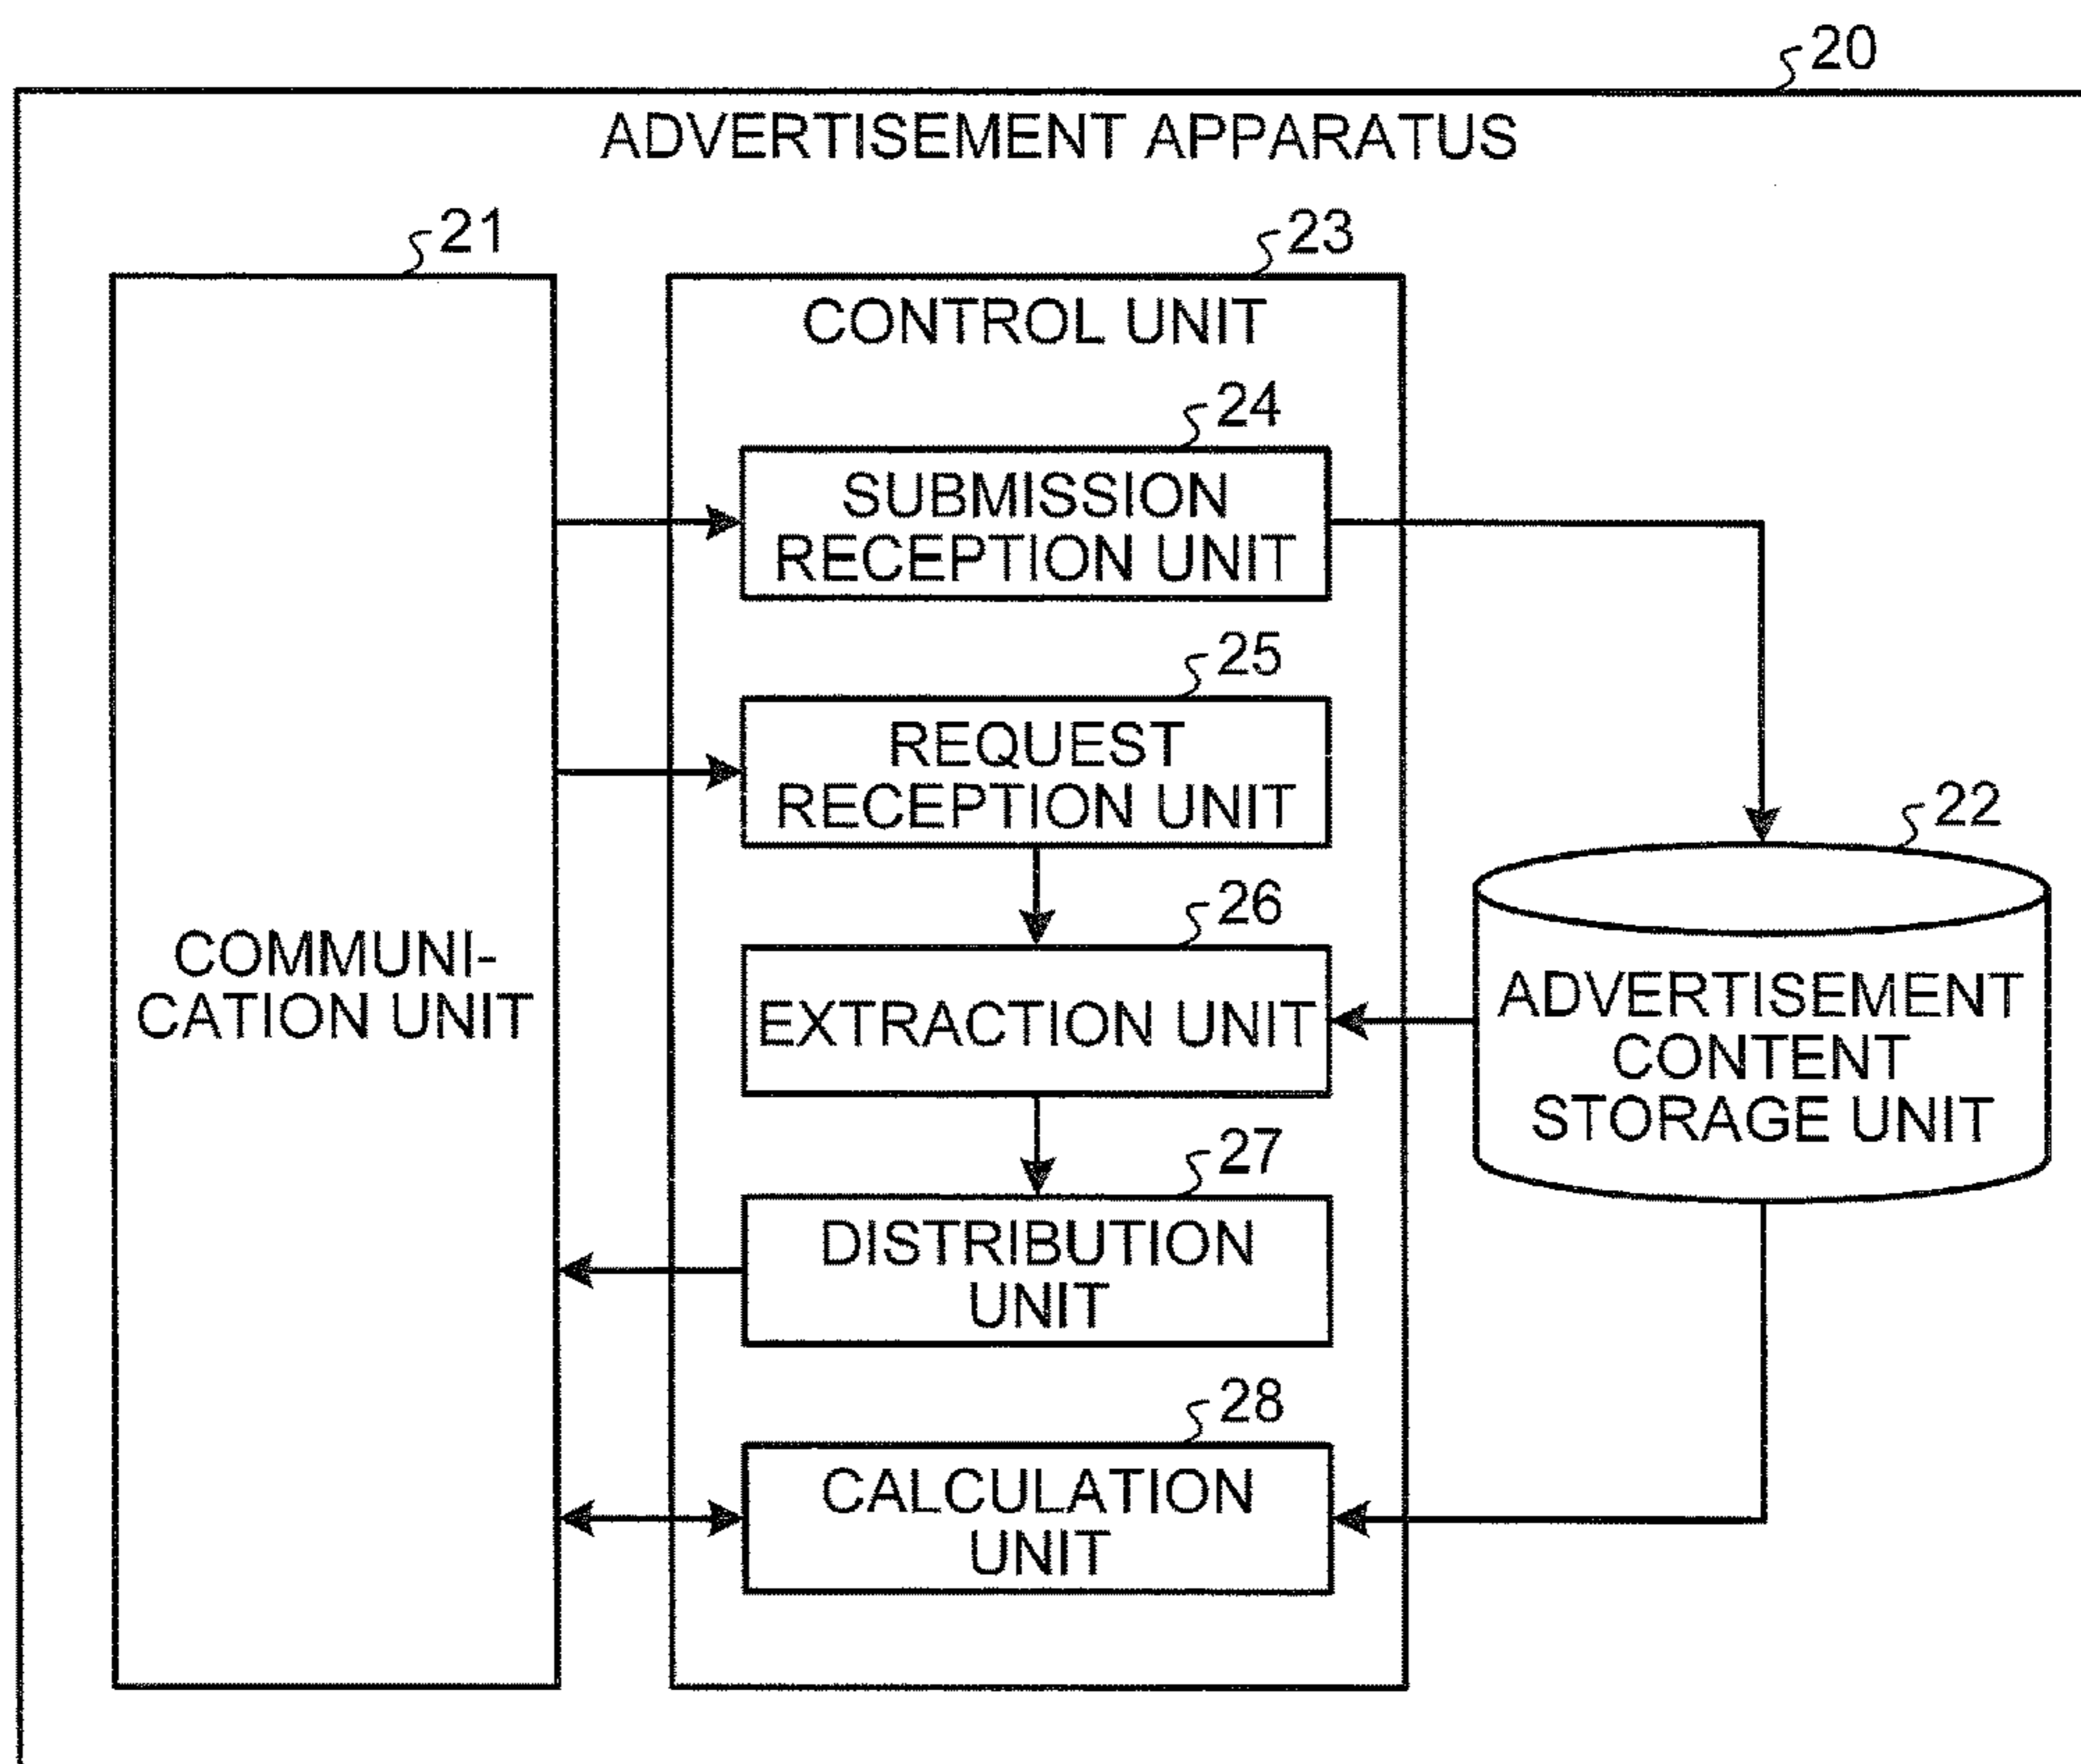 20
ADVERTISEMENT APPARATUS
21
23
CONTROL UNIT
24
SUBMISSION
RECEPTION UNIT
25
REQUEST
RECEPTION UNIT
22
26
COMMUNI-
CATION UNIT
EXTRACTION UNIT
ADVERTISEMENT
CONTENT
STORAGE UNIT
27
DISTRIBUTION
UNIT
28
CALCULATION
UNIT